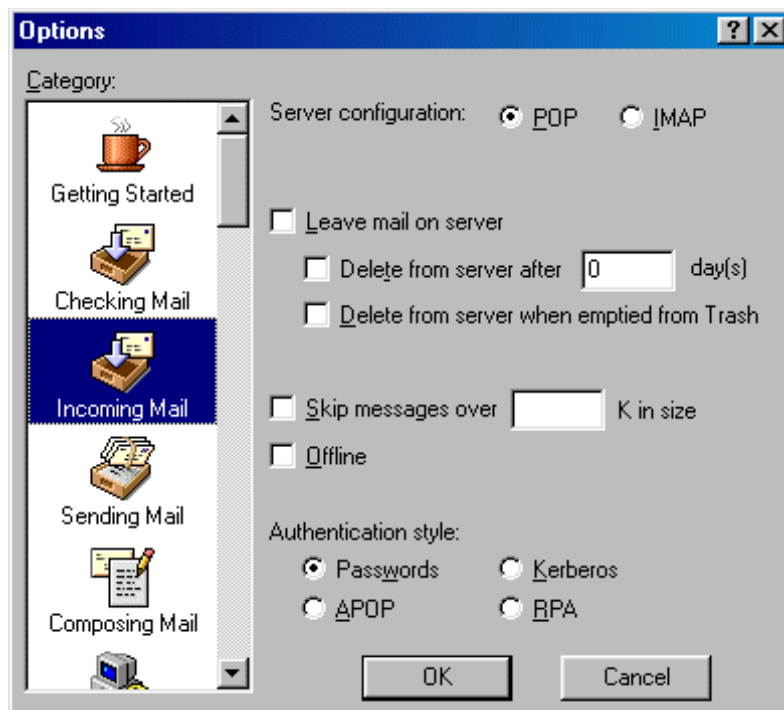 Options
Category:
Getting Started
Checking Mail
Incoming Mail
Sending Mail
Composing Mail
Server configuration: POP IMAP
Leave mail on server
Delete from server after 0 day(s)
Delete from server when emptied from Trash
Skip messages over K in size
Offline
Authentication style:
Passwords Kerberos
APOP RPA
OK Cancel